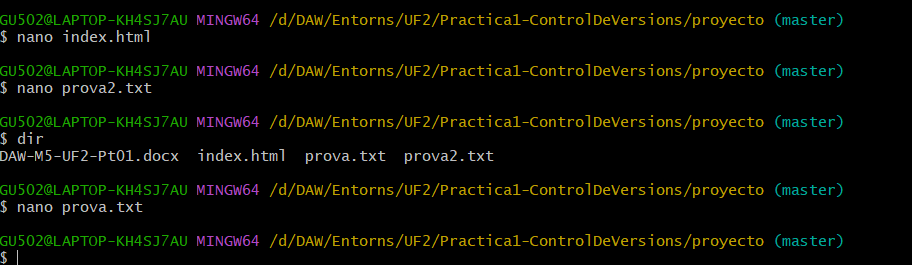 GU502@LAPTOP-KH4SJ7AU MINGW64 /d/DAW/Entorns/UF2/Practica1-ControlDeVersions/proyecto (master)
$ nano index.html
GU502@LAPTOP-KH4SJ7AU MINGW64 /d/DAW/Entorns/UF2/Practica1-ControlDeVersions/proyecto (master)
$ nano prova2.txt
GU502@LAPTOP-KH4SJ7AU MINGW64 /d/DAW/Entorns/UF2/Practica1-ControlDeVersions/proyecto (master)
$ dir
DAW-M5-UF2-Pt01.docx  index.html  prova.txt  prova2.txt
GU502@LAPTOP-KH4SJ7AU MINGW64 /d/DAW/Entorns/UF2/Practica1-ControlDeVersions/proyecto (master)
$ nano prova.txt
GU502@LAPTOP-KH4SJ7AU MINGW64 /d/DAW/Entorns/UF2/Practica1-ControlDeVersions/proyecto (master)
$